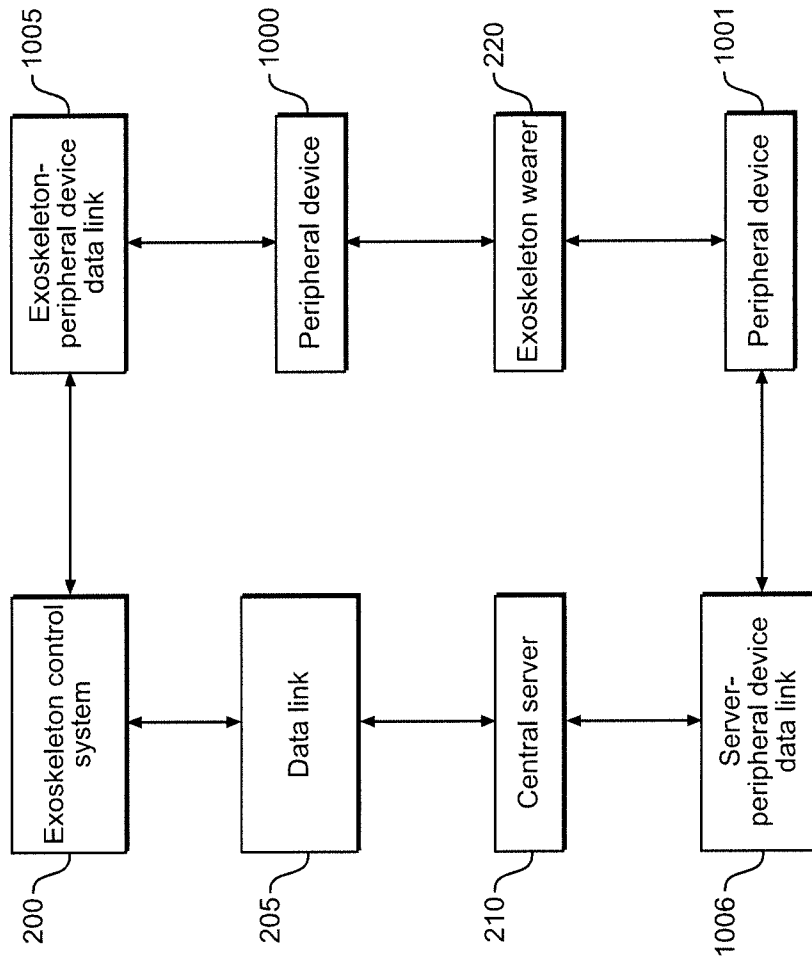 200
Exoskeleton control
system
205
Data link
210
Central server
1006
Server-
peripheral device
data link
1005
Exoskeleton-
peripheral device
data link
1000
Peripheral device
220
Exoskeleton wearer
1001
Peripheral device